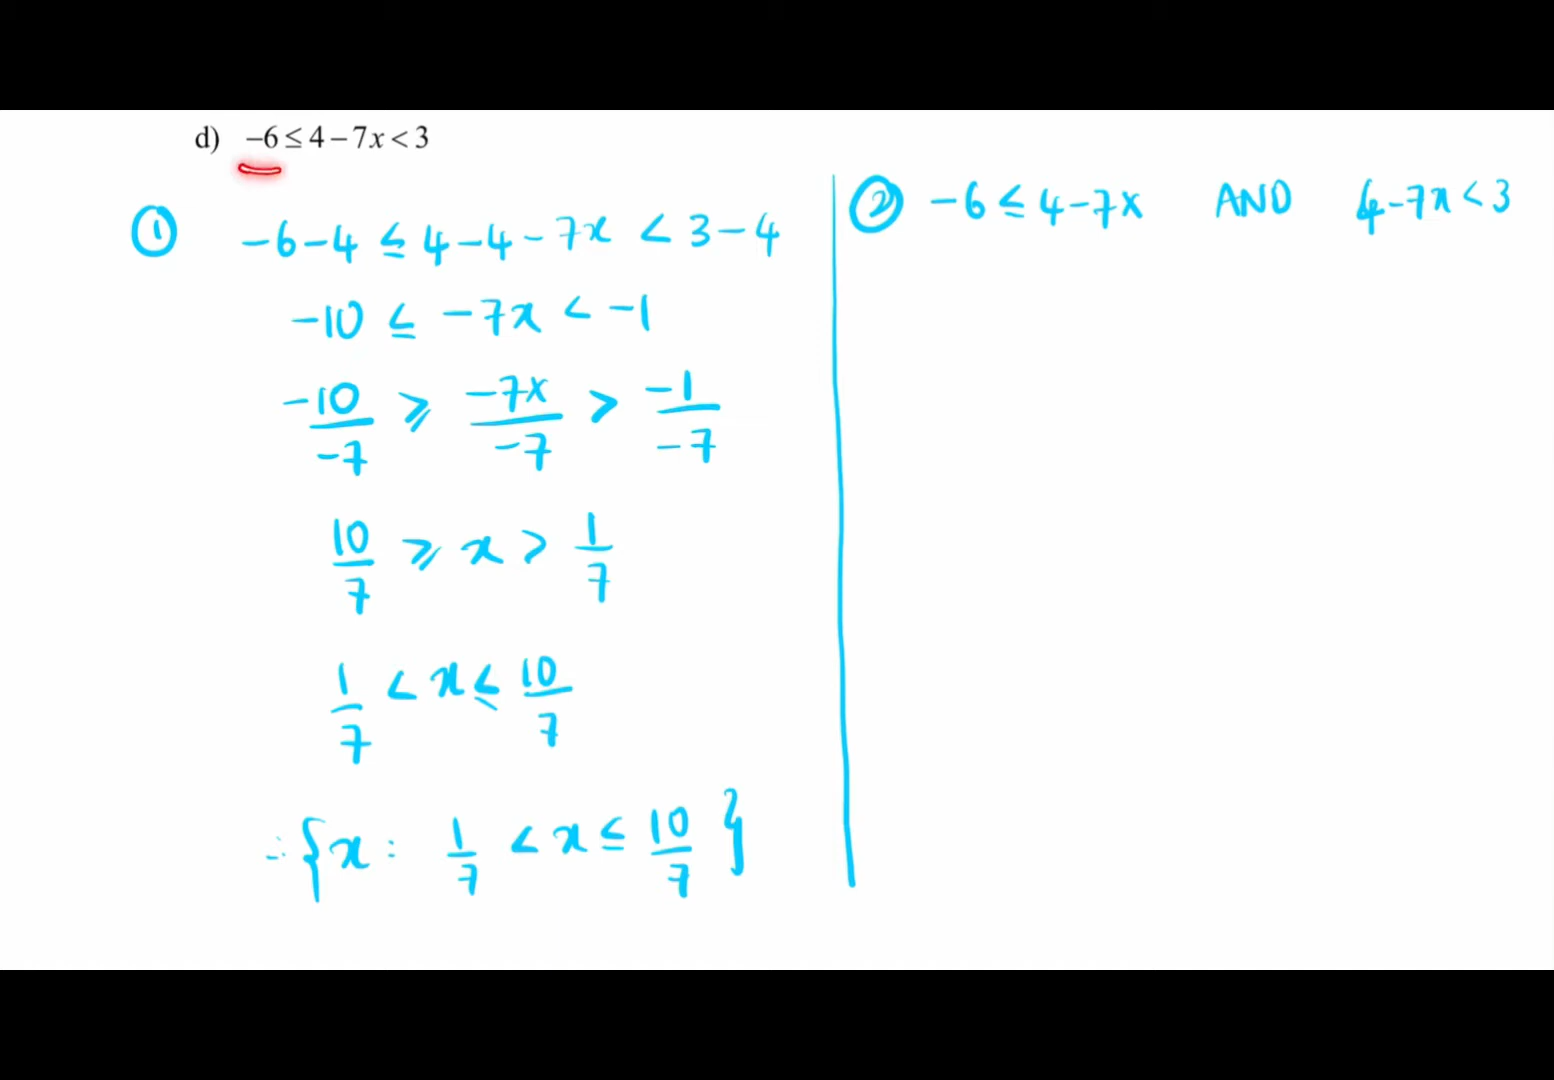 d) −6 ≤ 4 − 7x < 3
① −6−4 ≤ 4−4−7x < 3−4
−10 ≤ −7x < −1
−10/−7 ⩾ −7x/−7 > −1/−7
10/7 ⩾ x > 1/7
1/7 < x ≤ 10/7
∴ {x : 1/7 < x ≤ 10/7}
② −6 ≤ 4−7x AND 4−7x < 3